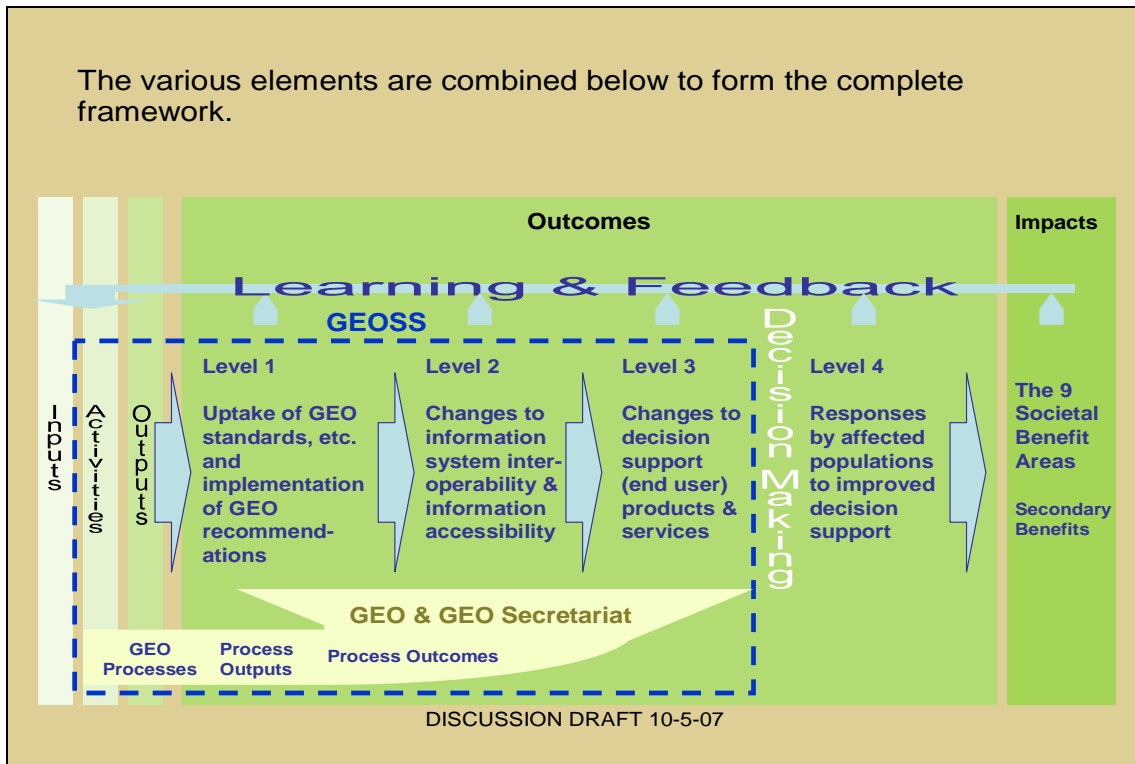 The various elements are combined below to form the complete
framework.
Outcomes
Impacts
Learning & Feedback
GEOSS
Inputs
Activities
Outputs
Level 1
Uptake of GEO
standards, etc.
and
implementation
of GEO
recommend-
ations
Level 2
Changes to
information
system inter-
operability &
information
accessibility
Level 3
Changes to
decision
support
(end user)
products &
services
Decision Making
Level 4
Responses
by affected
populations
to improved
decision
support
The 9
Societal
Benefit
Areas
Secondary
Benefits
GEO & GEO Secretariat
GEO
Processes
Process
Outputs
Process Outcomes
DISCUSSION DRAFT 10-5-07